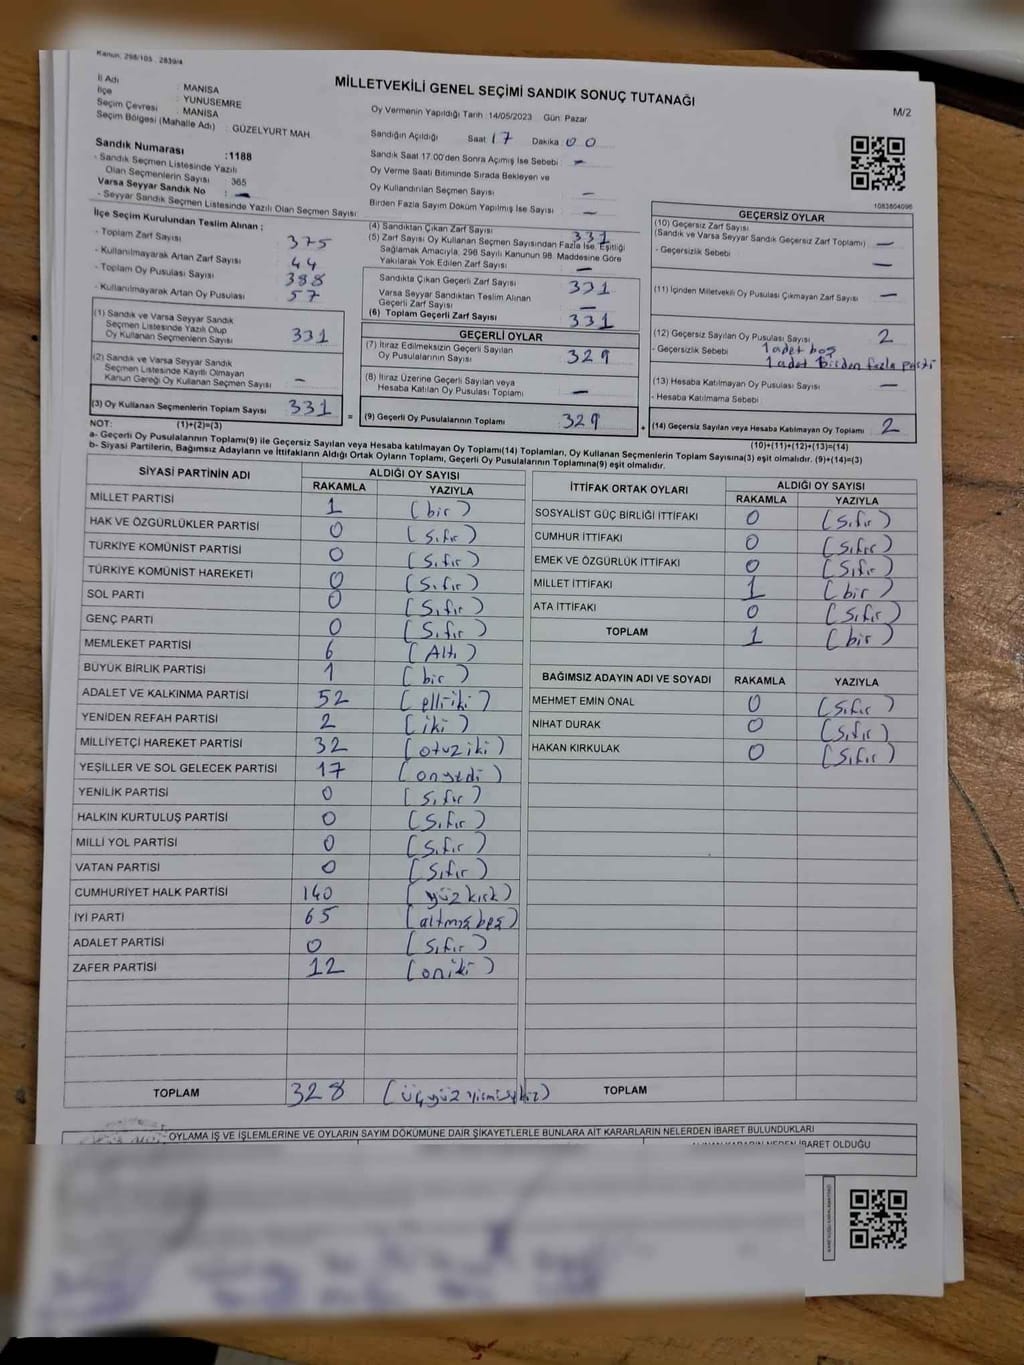 Kanun, 298/105 , 2839/4
MİLLETVEKİLİ GENEL SEÇİMİ SANDIK SONUÇ TUTANAĞI
M/2
İl Adı : MANISA
İlçe : YUNUSEMRE
Seçim Çevresi : MANISA
Seçim Bölgesi (Mahalle Adı) : GÜZELYURT MAH.
Sandık Numarası :1188
- Sandık Seçmen Listesinde Yazılı
Olan Seçmenlerin Sayısı : 365
Varsa Seyyar Sandık No : -
- Seyyar Sandık Seçmen Listesinde Yazılı Olan Seçmen Sayısı:
Oy Vermenin Yapıldığı Tarih :14/05/2023 Gün: Pazar
Sandığın Açıldığı Saat 17 Dakika 00
Sandık Saat 17.00'den Sonra Açmış İse Sebebi : -
Oy Verme Saati Bitiminde Sırada Bekleyen ve
Oy Kullandırılan Seçmen Sayısı : -
Birden Fazla Sayım Döküm Yapılmış İse Sayısı : -
1083804096
İlçe Seçim Kurulundan Teslim Alınan ;
- Toplam Zarf Sayısı 375
- Kullanılmayarak Artan Zarf Sayısı 44
- Toplam Oy Pusulası Sayısı 388
- Kullanılmayarak Artan Oy Pusulası 57
(1) Sandık ve Varsa Seyyar Sandık
Seçmen Listesinde Yazılı Olup
Oy Kullanan Seçmenlerin Sayısı 331
(2) Sandık ve Varsa Seyyar Sandık
Seçmen Listesinde Kayıtlı Olmayan
Kanun Gereği Oy Kullanan Seçmen Sayısı -
(3) Oy Kullanan Seçmenlerin Toplam Sayısı 331 =
(4) Sandıktan Çıkan Zarf Sayısı 331
(5) Zarf Sayısı Oy Kullanan Seçmen Sayısından Fazla İse, Eşitliği
Sağlamak Amacıyla, 298 Sayılı Kanunun 98. Maddesine Göre
Yakılarak Yok Edilen Zarf Sayısı -
Sandıkta Çıkan Geçerli Zarf Sayısı 331
Varsa Seyyar Sandıktan Teslim Alınan
Geçerli Zarf Sayısı -
(6) Toplam Geçerli Zarf Sayısı 331
GEÇERLİ OYLAR
(7) İtiraz Edilmeksizin Geçerli Sayılan
Oy Pusulalarının Sayısı 329
(8) İtiraz Üzerine Geçerli Sayılan veya
Hesaba Katılan Oy Pusulası Toplamı -
(9) Geçerli Oy Pusulalarının Toplamı 329 +
GEÇERSİZ OYLAR
(10) Geçersiz Zarf Sayısı
(Sandık ve Varsa Seyyar Sandık Geçersiz Zarf Toplamı) -
- Geçersizlik Sebebi : -
(11) İçinden Milletvekili Oy Pusulası Çıkmayan Zarf Sayısı -
(12) Geçersiz Sayılan Oy Pusulası Sayısı 2
- Geçersizlik Sebebi : 1 adet boş
1 adet birden fazla parti
(13) Hesaba Katılmayan Oy Pusulası Sayısı -
- Hesaba Katılmama Sebebi :
(14) Geçersiz Sayılan veya Hesaba Katılmayan Oy Toplamı 2
NOT: (1)+(2)=(3)
(10)+(11)+(12)+(13)=(14)
a- Geçerli Oy Pusulalarının Toplamı(9) ile Geçersiz Sayılan veya Hesaba katılmayan Oy Toplamı(14) Toplamları, Oy Kullanan Seçmenlerin Toplam Sayısına(3) eşit olmalıdır. (9)+(14)=(3)
b- Siyasi Partilerin, Bağımsız Adayların ve İttifakların Aldığı Ortak Oyların Toplamı, Geçerli Oy Pusulalarının Toplamına(9) eşit olmalıdır.
SİYASİ PARTİNİN ADI ALDIĞI OY SAYISI
RAKAMLA YAZIYLA
MİLLET PARTİSİ 1 (bir)
HAK VE ÖZGÜRLÜKLER PARTİSİ 0 (Sıfır)
TÜRKİYE KOMÜNİST PARTİSİ 0 (Sıfır)
TÜRKİYE KOMÜNİST HAREKETİ 0 (Sıfır)
SOL PARTİ 0 (Sıfır)
GENÇ PARTİ 0 (Sıfır)
MEMLEKET PARTİSİ 6 (Altı)
BÜYÜK BİRLİK PARTİSİ 1 (bir)
ADALET VE KALKINMA PARTİSİ 52 (elliiki)
YENİDEN REFAH PARTİSİ 2 (iki)
MİLLİYETÇİ HAREKET PARTİSİ 32 (otuziki)
YEŞİLLER VE SOL GELECEK PARTİSİ 17 (onyedi)
YENİLİK PARTİSİ 0 (Sıfır)
HALKIN KURTULUŞ PARTİSİ 0 (Sıfır)
MİLLİ YOL PARTİSİ 0 (Sıfır)
VATAN PARTİSİ 0 (Sıfır)
CUMHURİYET HALK PARTİSİ 140 (yüzkırk)
İYİ PARTİ 65 (altmışbeş)
ADALET PARTİSİ 0 (Sıfır)
ZAFER PARTİSİ 12 (oniki)
TOPLAM 328 (üçyüzyirmisekiz)
İTTİFAK ORTAK OYLARI ALDIĞI OY SAYISI
RAKAMLA YAZIYLA
SOSYALİST GÜÇ BİRLİĞİ İTTİFAKI 0 (Sıfır)
CUMHUR İTTİFAKI 0 (Sıfır)
EMEK VE ÖZGÜRLÜK İTTİFAKI 0 (Sıfır)
MİLLET İTTİFAKI 1 (bir)
ATA İTTİFAKI 0 (Sıfır)
TOPLAM 1 (bir)
BAĞIMSIZ ADAYIN ADI VE SOYADI RAKAMLA YAZIYLA
MEHMET EMİN ÖNAL 0 (Sıfır)
NİHAT DURAK 0 (Sıfır)
HAKAN KIRKULAK 0 (Sıfır)
TOPLAM
OYLAMA İŞ VE İŞLEMLERİNE VE OYLARIN SAYIM DÖKÜMÜNE DAİR ŞİKAYETLERLE BUNLARA AİT KARARLARIN NELERDEN İBARET BULUNDUKLARI
ALINAN KARARIN NEDEN İBARET OLDUĞU